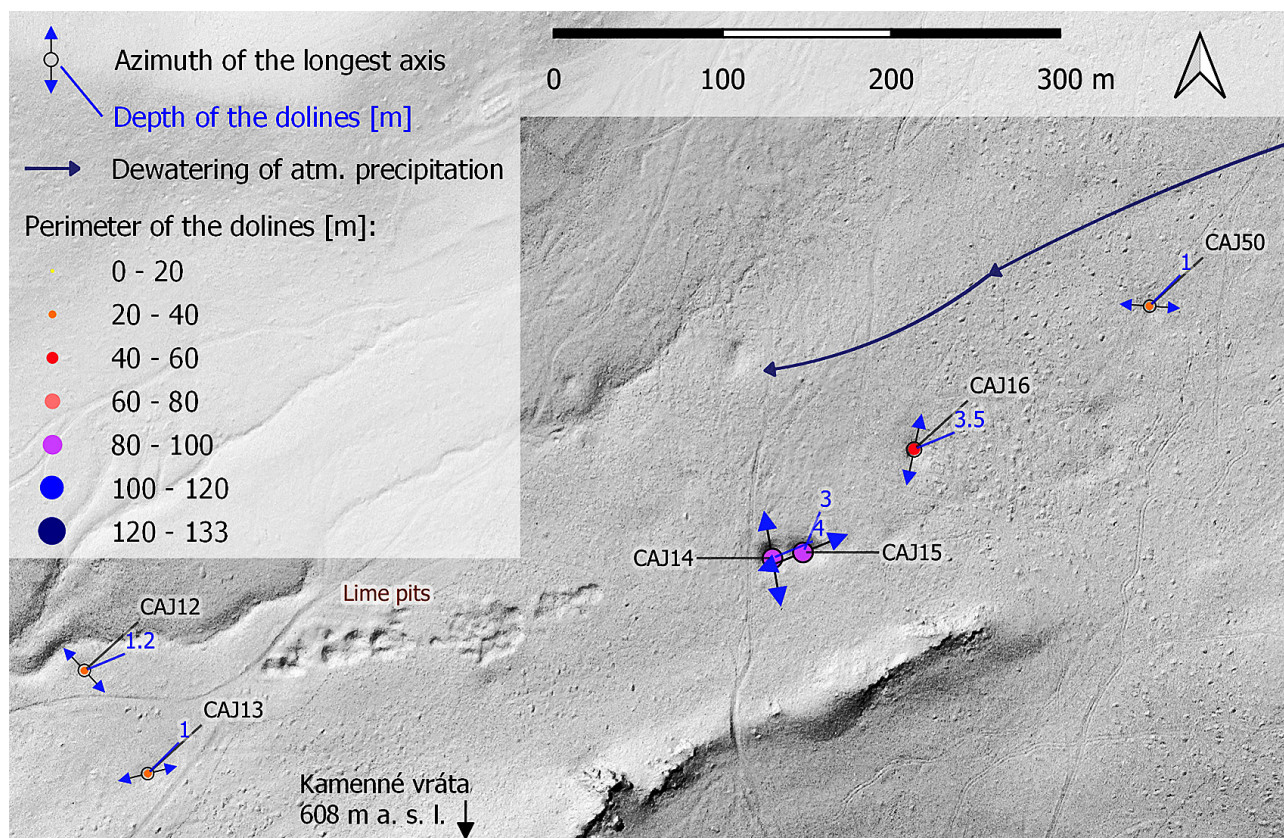 Azimuth of the longest axis
Depth of the dolines [m]
Dewatering of atm. precipitation
Perimeter of the dolines [m]:
0 - 20
20 - 40
40 - 60
60 - 80
80 - 100
100 - 120
120 - 133
0 100 200 300 m
CAJ50
1
CAJ16
3.5
3
4
CAJ14
CAJ15
Lime pits
CAJ12
1.2
CAJ13
1
Kamenné vráta
608 m a. s. l.